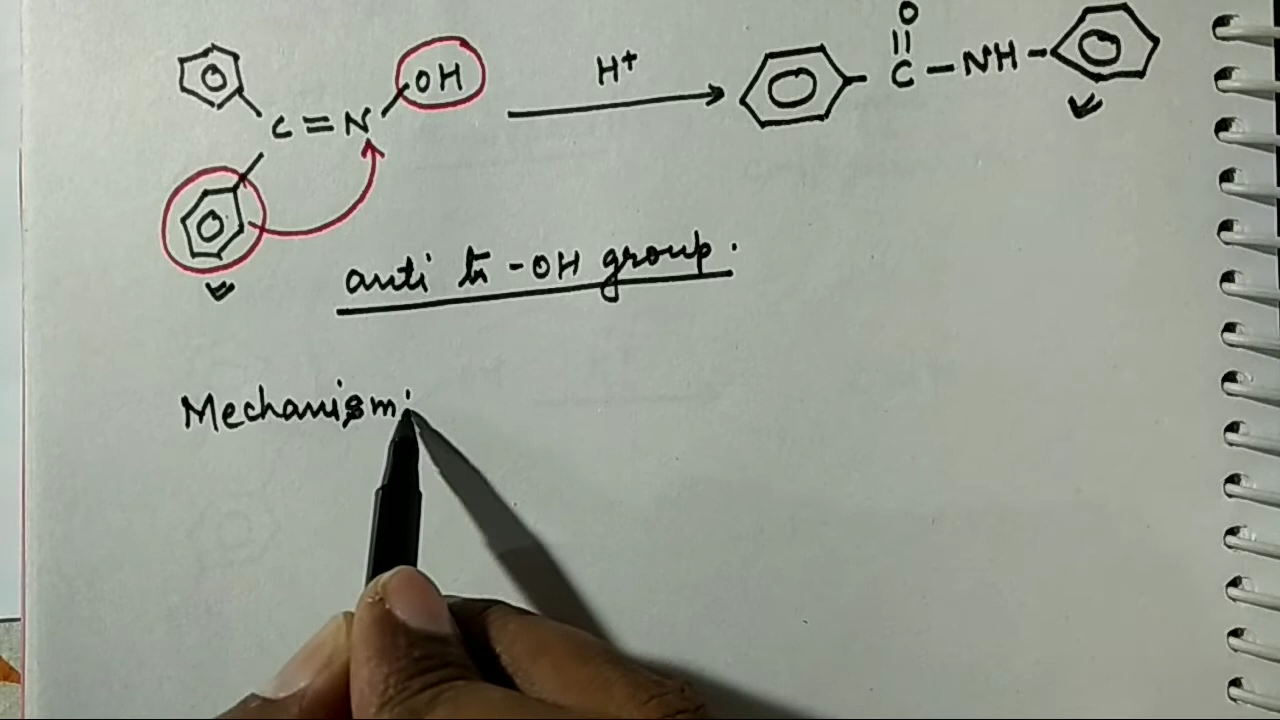 C=N-OH H⁺ C-NH- O
anti to -OH group.
Mechanism: